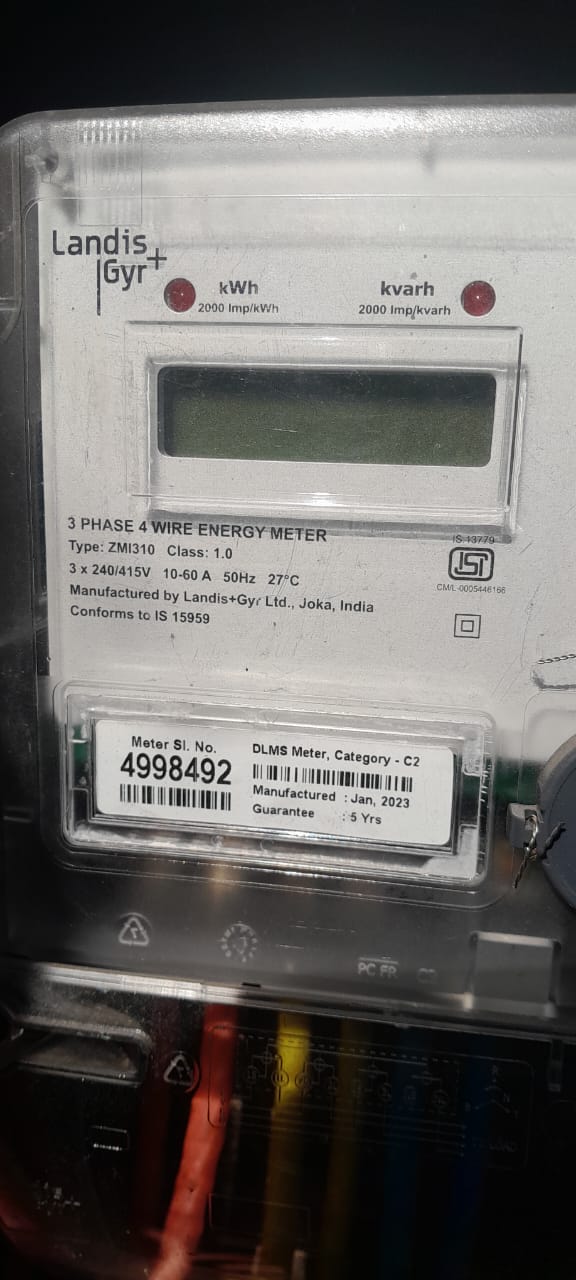 Landis
|Gyr+
kWh
2000 Imp/kWh
kvarh
2000 Imp/kvarh
3 PHASE 4 WIRE ENERGY METER
Type: ZMI310 Class: 1.0
3 x 240/415V 10-60 A 50Hz 27°C
Manufactured by Landis+Gyr Ltd., Joka, India
Conforms to IS 15959
IS 13779
ISI
CM/L-0005446166
Meter Sl. No.
4998492
DLMS Meter, Category - C2
Manufactured : Jan, 2023
Guarantee : 5 Yrs
PC FR